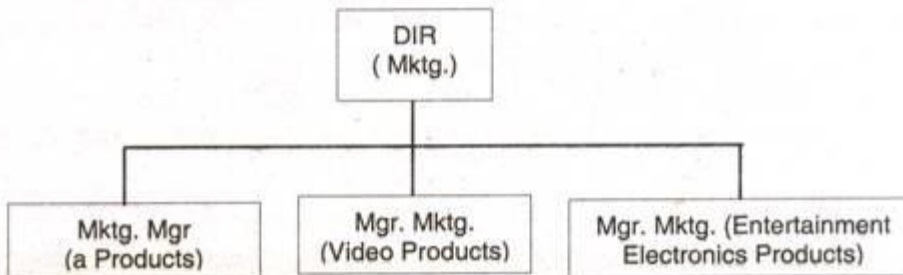 DIR
( Mktg.)
Mktg. Mgr
(a Products)
Mgr. Mktg.
(Video Products)
Mgr. Mktg. (Entertainment
Electronics Products)